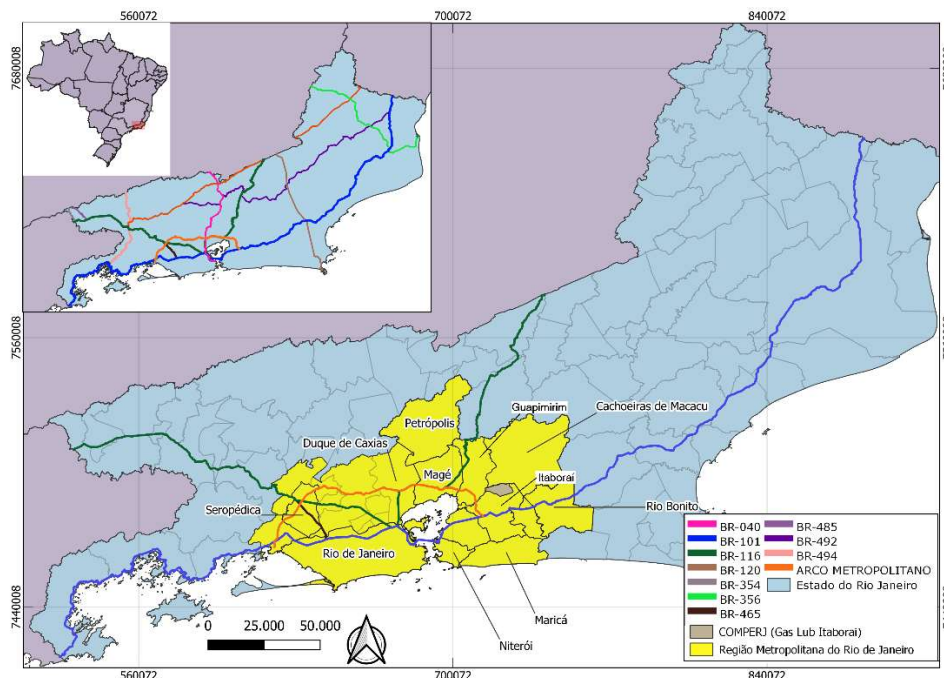 560072
700072
840072
7680008
7560008
7440008
Petrópolis
Guapimirim
Cachoeiras de Macacu
Duque de Caxias
Magé
Itaboraí
Seropédica
Rio Bonito
Rio de Janeiro
Maricá
Niterói
0
25.000
50.000
BR-040
BR-101
BR-116
BR-120
BR-354
BR-356
BR-465
BR-485
BR-492
BR-494
ARCO METROPOLITANO
Estado do Rio Janeiro
COMPERJ (Gas Lub Itaborai)
Região Metropolitana do Rio de Janeiro
560072
700072
840072